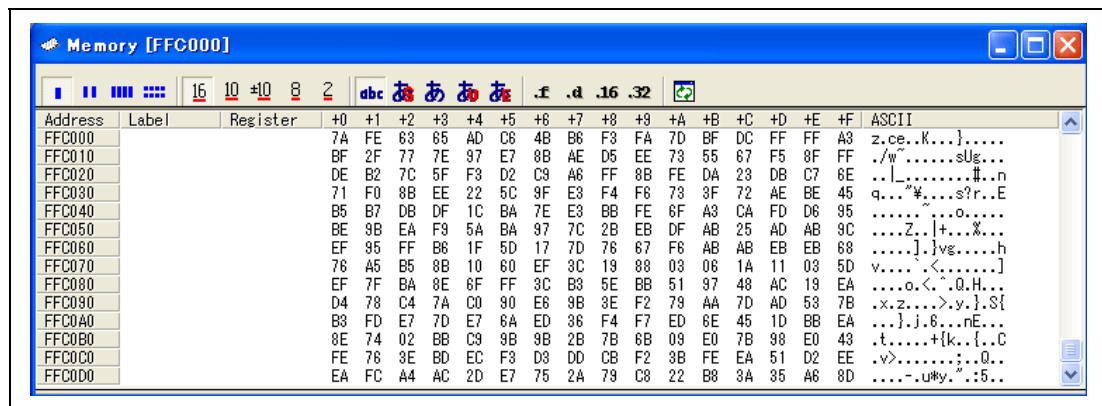 Memory [FFC000]
16 10 ±10 8 2 abc あS あ あD あE .f .d .16 .32
Address Label Register +0 +1 +2 +3 +4 +5 +6 +7 +8 +9 +A +B +C +D +E +F ASCII
FFC000 7A FE 63 65 AD C6 4B B6 F3 FA 7D BF DC FF FF A3 z.ce..K...}.....
FFC010 BF 2F 77 7E 97 E7 8B AE D5 EE 73 55 67 F5 8F FF ./w~......sUg...
FFC020 DE B2 7C 5F F3 D2 C9 A6 FF 8B FE DA 23 DB C7 6E ..|_........#..n
FFC030 71 F0 8B EE 22 5C 9F E3 F4 F6 73 3F 72 AE BE 45 q..."¥....s?r..E
FFC040 B5 B7 DB DF 1C BA 7E E3 BB FE 6F A3 CA FD D6 95 ......~...o.....
FFC050 BE 9B EA F9 5A BA 97 7C 2B EB DF AB 25 AD AB 9C ....Z..|+...%...
FFC060 EF 95 FF B6 1F 5D 17 7D 76 67 F6 AB AB EB EB 68 .....].}vg.....h
FFC070 76 A5 B5 8B 10 60 EF 3C 19 88 03 06 1A 11 03 5D v....`.<.......]
FFC080 EF 7F BA 8E 6F FF 3C B3 5E BB 51 97 48 AC 19 EA ....o.<.^.Q.H...
FFC090 D4 78 C4 7A C0 90 E6 9B 3E F2 79 AA 7D AD 53 7B .x.z....>.y.}.S{
FFC0A0 B3 FD E7 7D E7 6A ED 36 F4 F7 ED 6E 45 1D BB EA ...}.j.6...nE...
FFC0B0 8E 74 02 BB C9 9B 9B 2B 7B 6B 09 E0 7B 98 E0 43 .t.....+{k..{..C
FFC0C0 FE 76 3E BD EC F3 D3 DD CB F2 3B FE EA 51 D2 EE .v>.......;..Q..
FFC0D0 EA FC A4 AC 2D E7 75 2A 79 C8 22 B8 3A 35 A6 8D ....-.u*y.".:5..